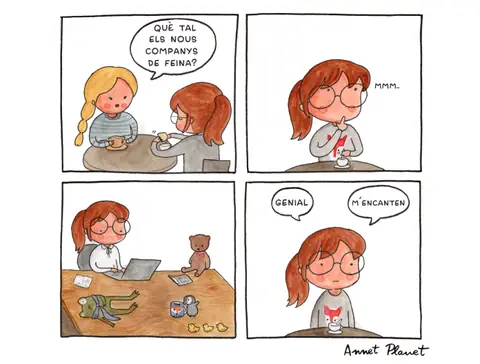 QUÈ TAL
ELS NOUS
COMPANYS
DE FEINA?
MMM...
GENIAL
M'ENCANTEN
Annet Planet